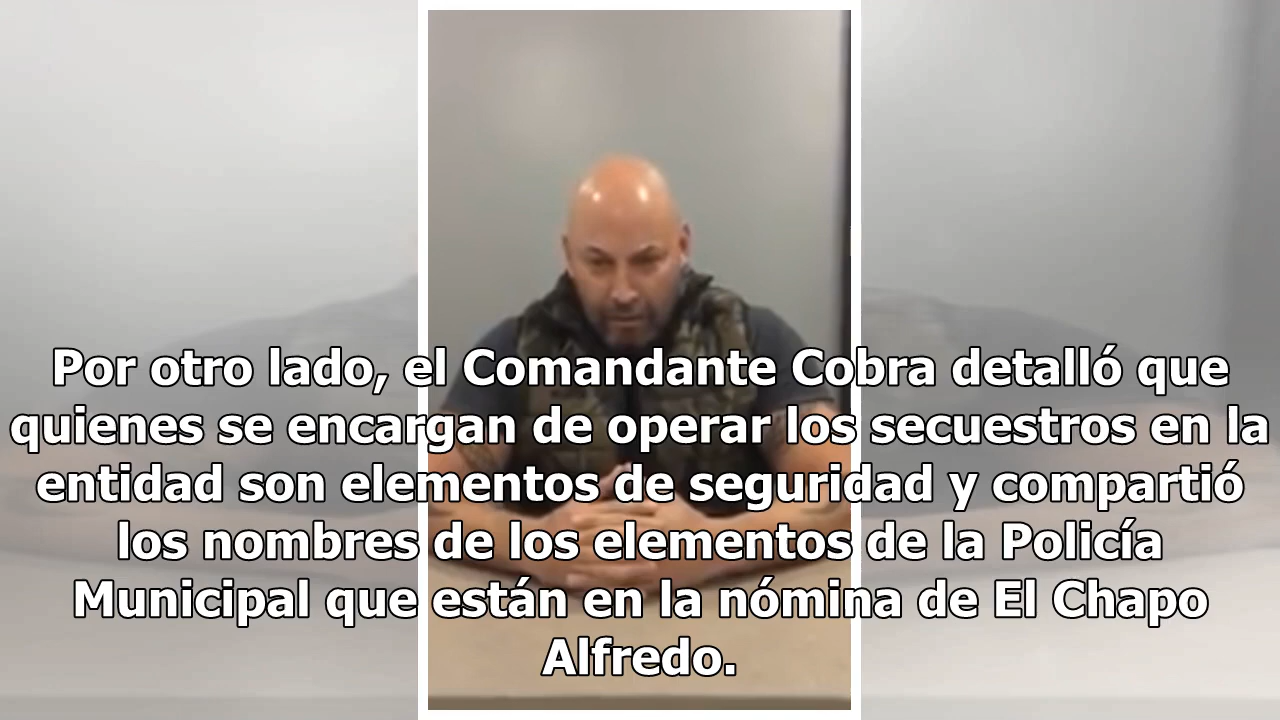 Por otro lado, el Comandante Cobra detalló que
quienes se encargan de operar los secuestros en la
entidad son elementos de seguridad y compartió
los nombres de los elementos de la Policía
Municipal que están en la nómina de El Chapo
Alfredo.